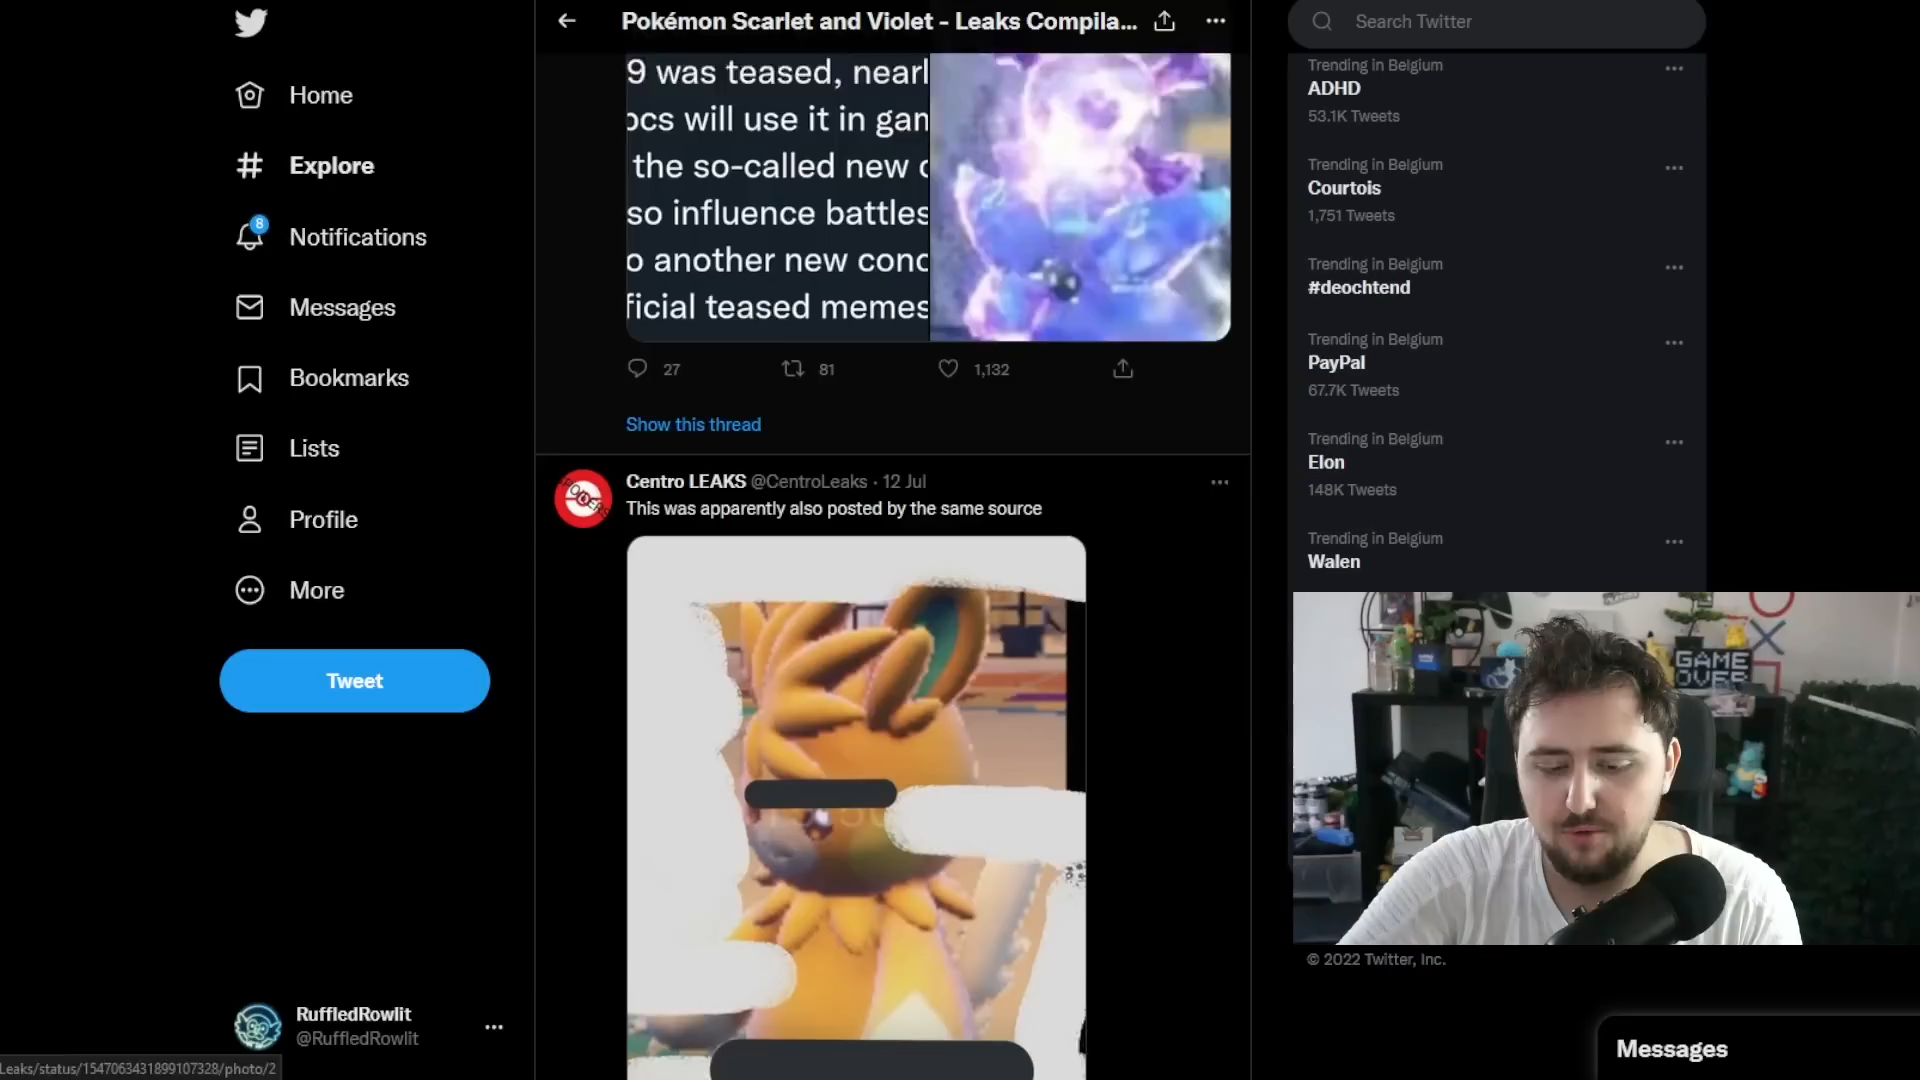 Home
Explore
8
Notifications
Messages
Bookmarks
Lists
Profile
More
Tweet
RuffledRowlit
@RuffledRowlit
Leaks/status/1547063431899107328/photo/2
Pokémon Scarlet and Violet - Leaks Compila...
9 was teased, nearl
ocs will use it in gam
the so-called new c
so influence battles
o another new conc
ficial teased memes
27
81
1,132
Show this thread
Centro LEAKS @CentroLeaks · 12 Jul
This was apparently also posted by the same source
Search Twitter
Trending in Belgium
ADHD
53.1K Tweets
Trending in Belgium
Courtois
1,751 Tweets
Trending in Belgium
#deochtend
Trending in Belgium
PayPal
67.7K Tweets
Trending in Belgium
Elon
148K Tweets
Trending in Belgium
Walen
GAME
OVER
© 2022 Twitter, Inc.
Messages